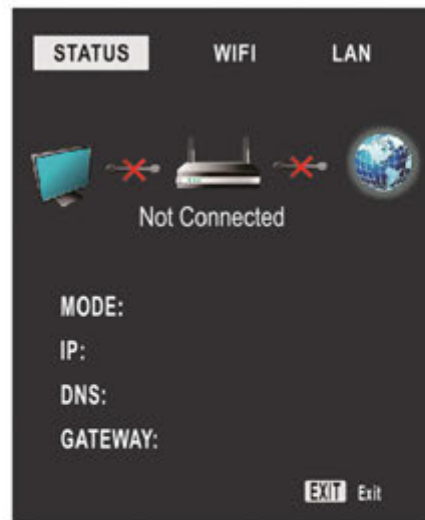 STATUS WIFI LAN
Not Connected
MODE:
IP:
DNS:
GATEWAY:
EXIT Exit